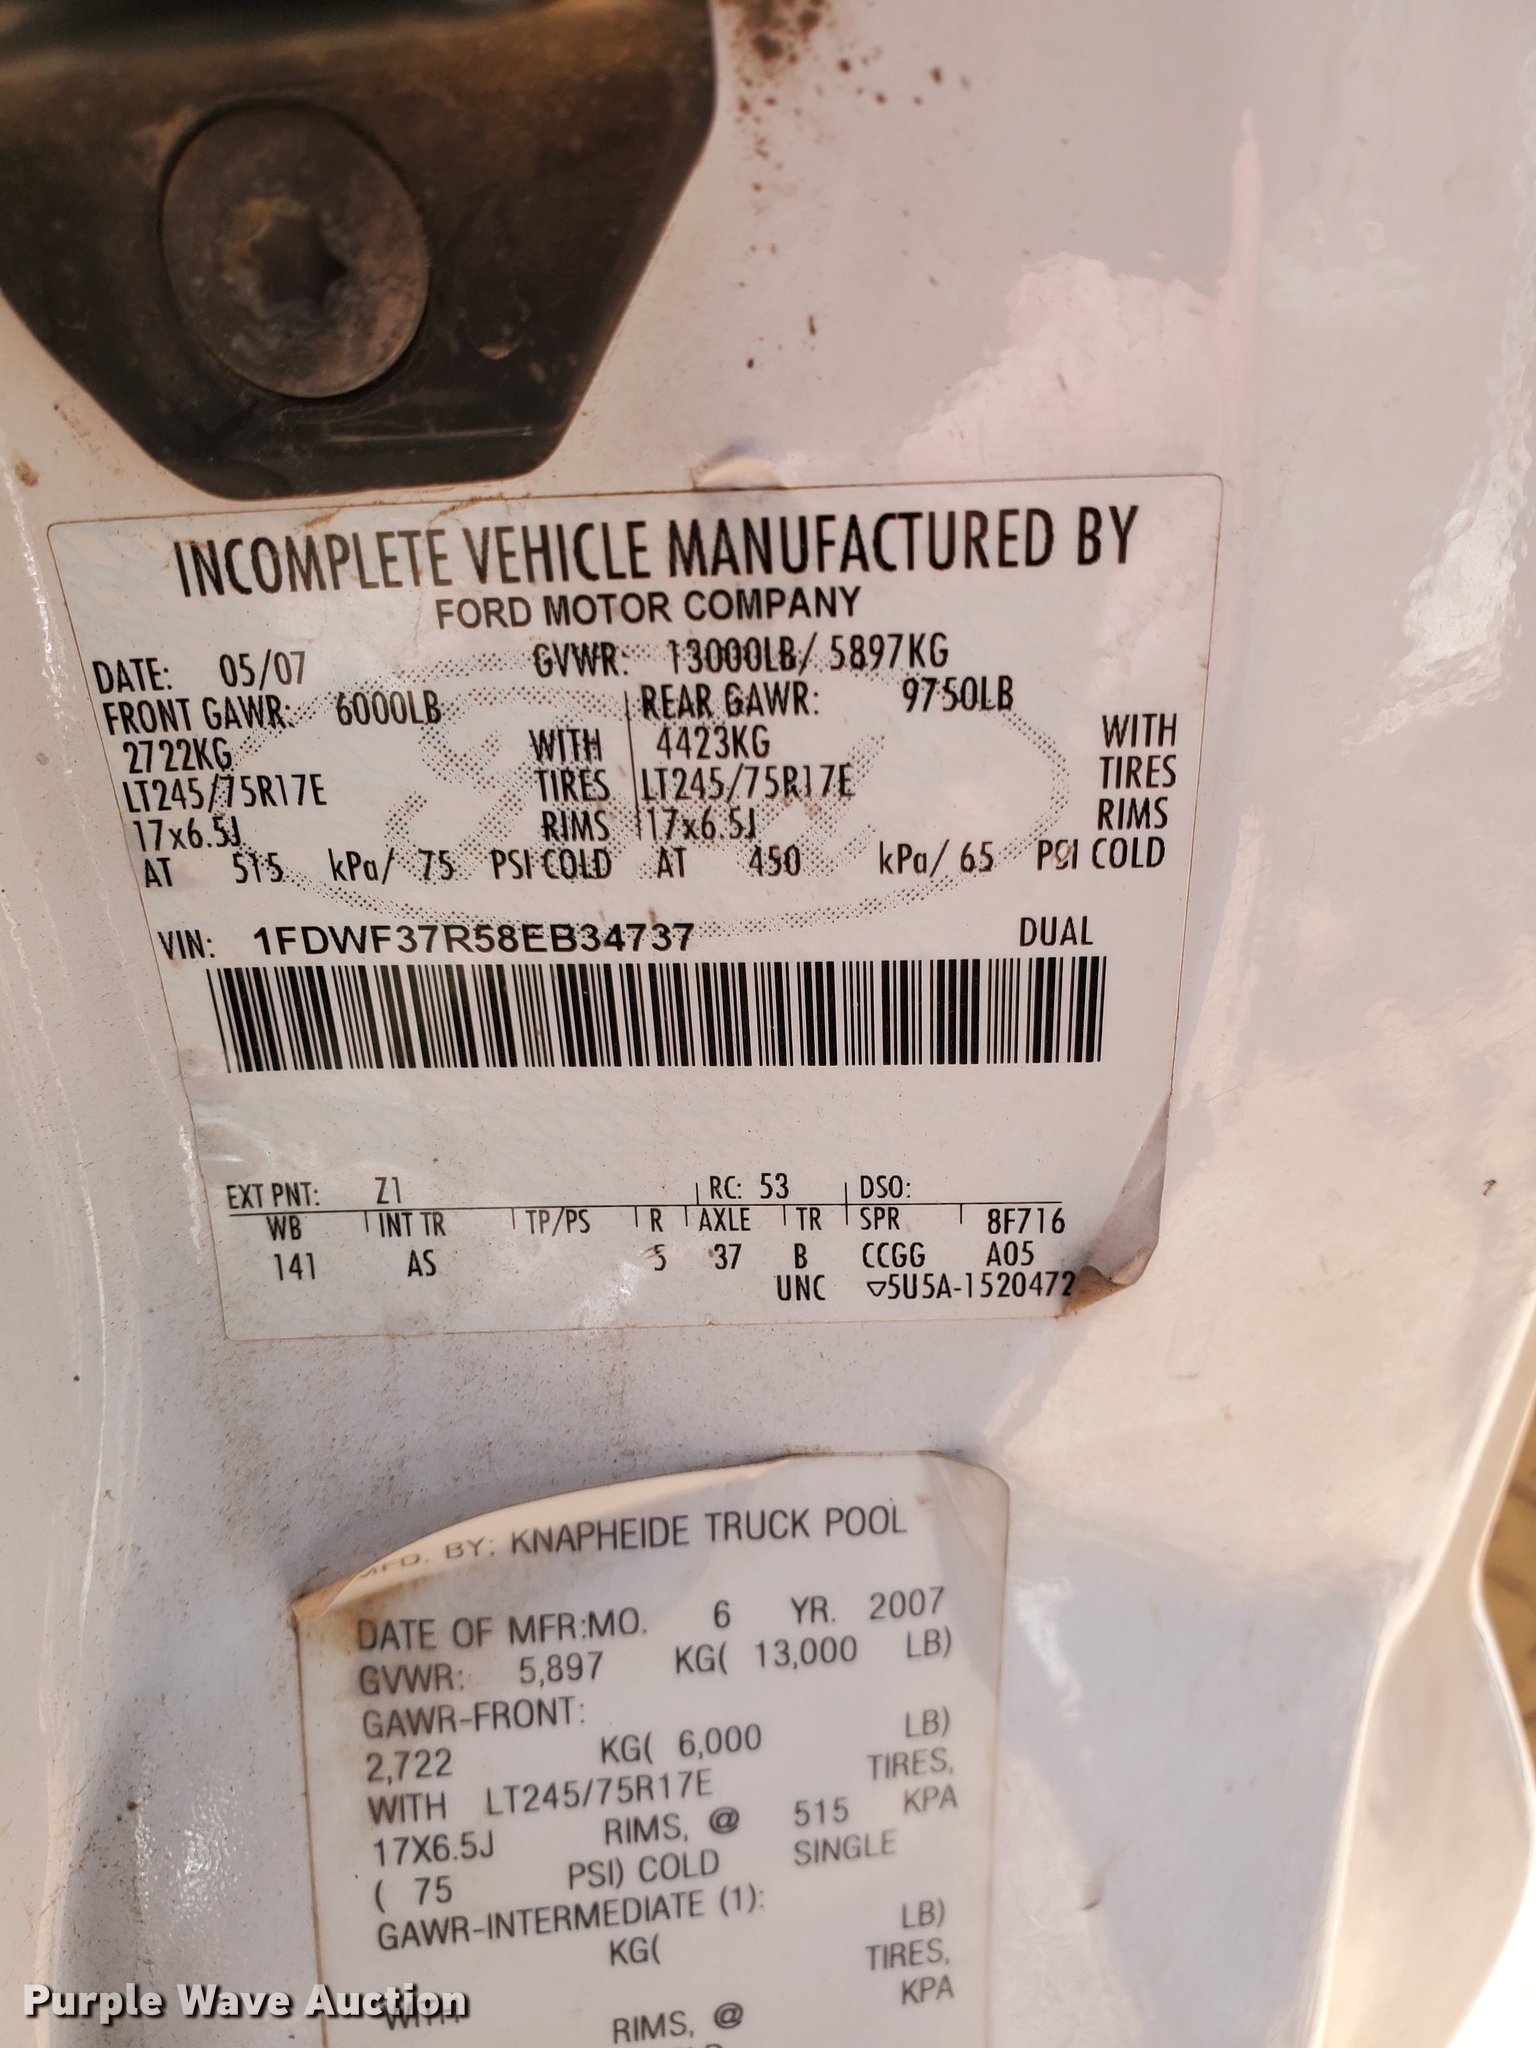 INCOMPLETE VEHICLE MANUFACTURED BY
FORD MOTOR COMPANY
DATE: 05/07 GVWR: 13000LB/ 5897KG
FRONT GAWR: 6000LB REAR GAWR: 9750LB
2722KG WITH 4423KG WITH
LT245/75R17E TIRES LT245/75R17E TIRES
17x6.5J RIMS 17x6.5J RIMS
AT 515 kPa/ 75 PSI COLD AT 450 kPa/ 65 PSI COLD
VIN: 1FDWF37R58EB34737 DUAL
EXT PNT: Z1 RC: 53 DSO:
WB INT TR TP/PS R AXLE TR SPR 8F716
141 AS 5 37 B CCGG A05
UNC ▽5U5A-1520472
MFD. BY: KNAPHEIDE TRUCK POOL
DATE OF MFR:MO. 6 YR. 2007
GVWR: 5,897 KG( 13,000 LB)
GAWR-FRONT:
2,722 KG( 6,000 LB)
WITH LT245/75R17E TIRES,
17X6.5J RIMS, @ 515 KPA
( 75 PSI) COLD SINGLE
GAWR-INTERMEDIATE (1):
KG( LB)
TIRES,
WITH RIMS, @ KPA
Purple Wave Auction